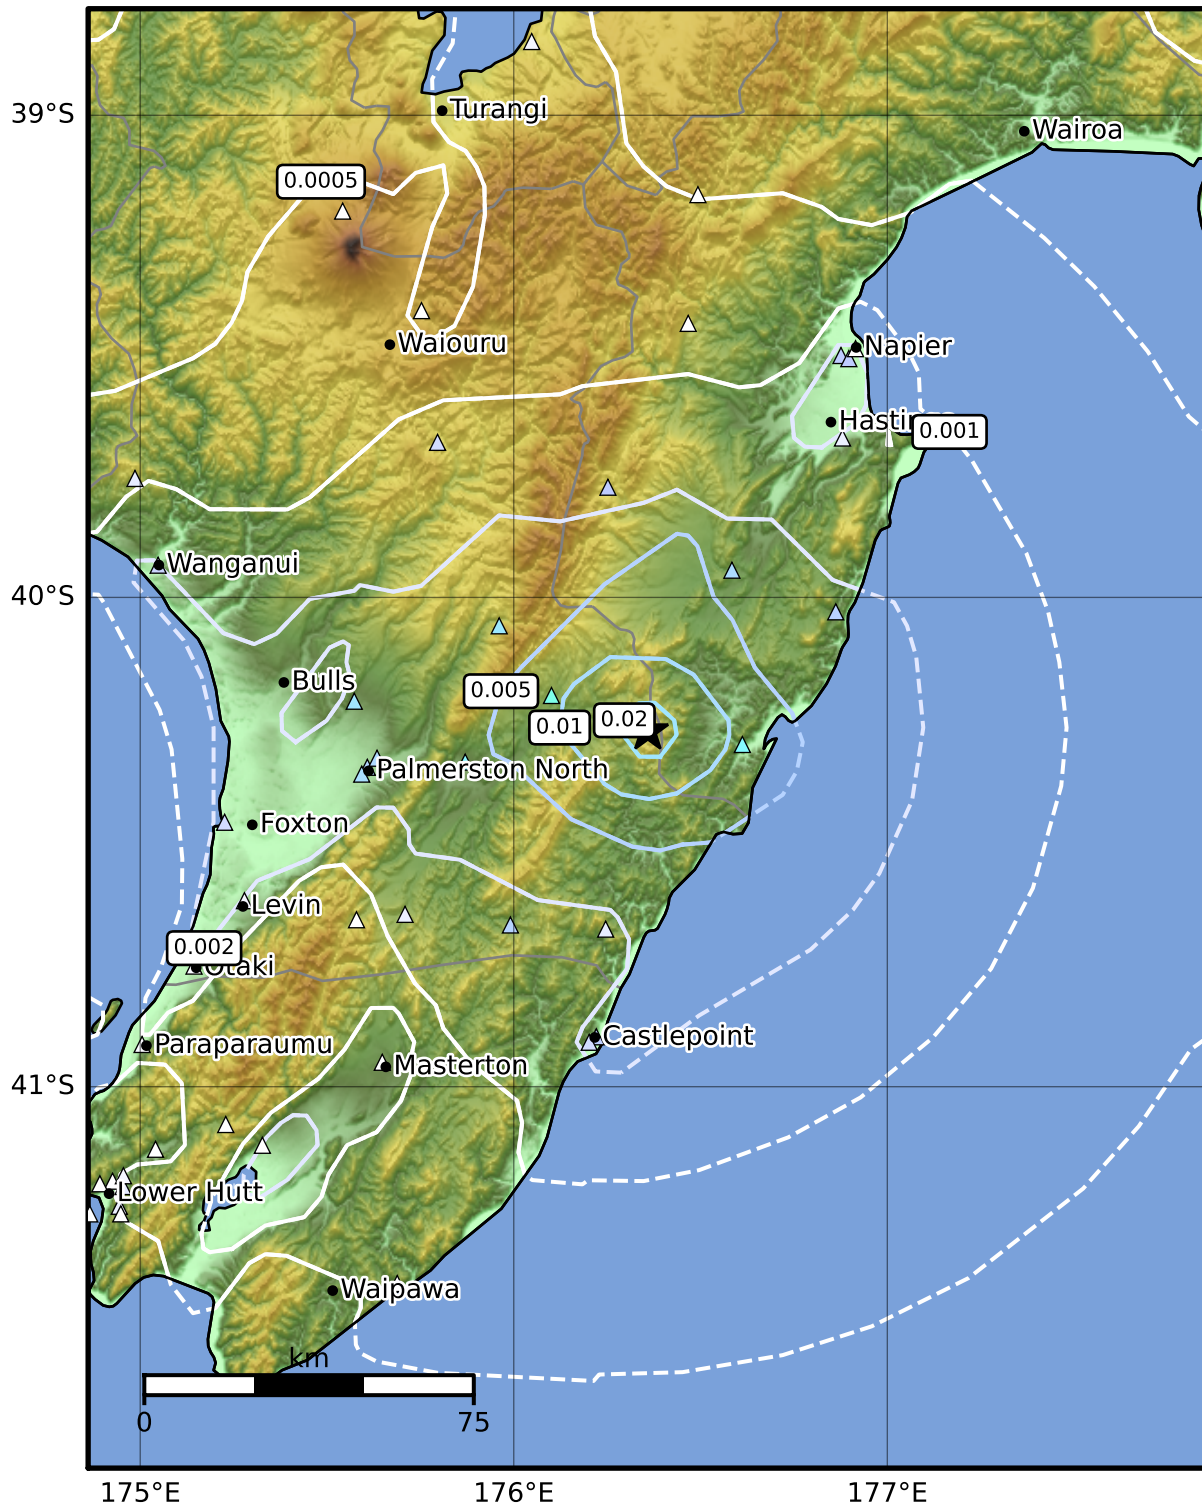 39°S
Turangi
Wairoa
0.0005
Waiouru
Napier
0.001
Wanganui
40°S
Bulls
0.005
0.01
0.02
Palmerston North
Foxton
Levin
0.002
Otaki
Paraparaumu
Castlepoint
Masterton
41°S
Lower Hutt
Waipawa
km
0
75
175°E
176°E
177°E